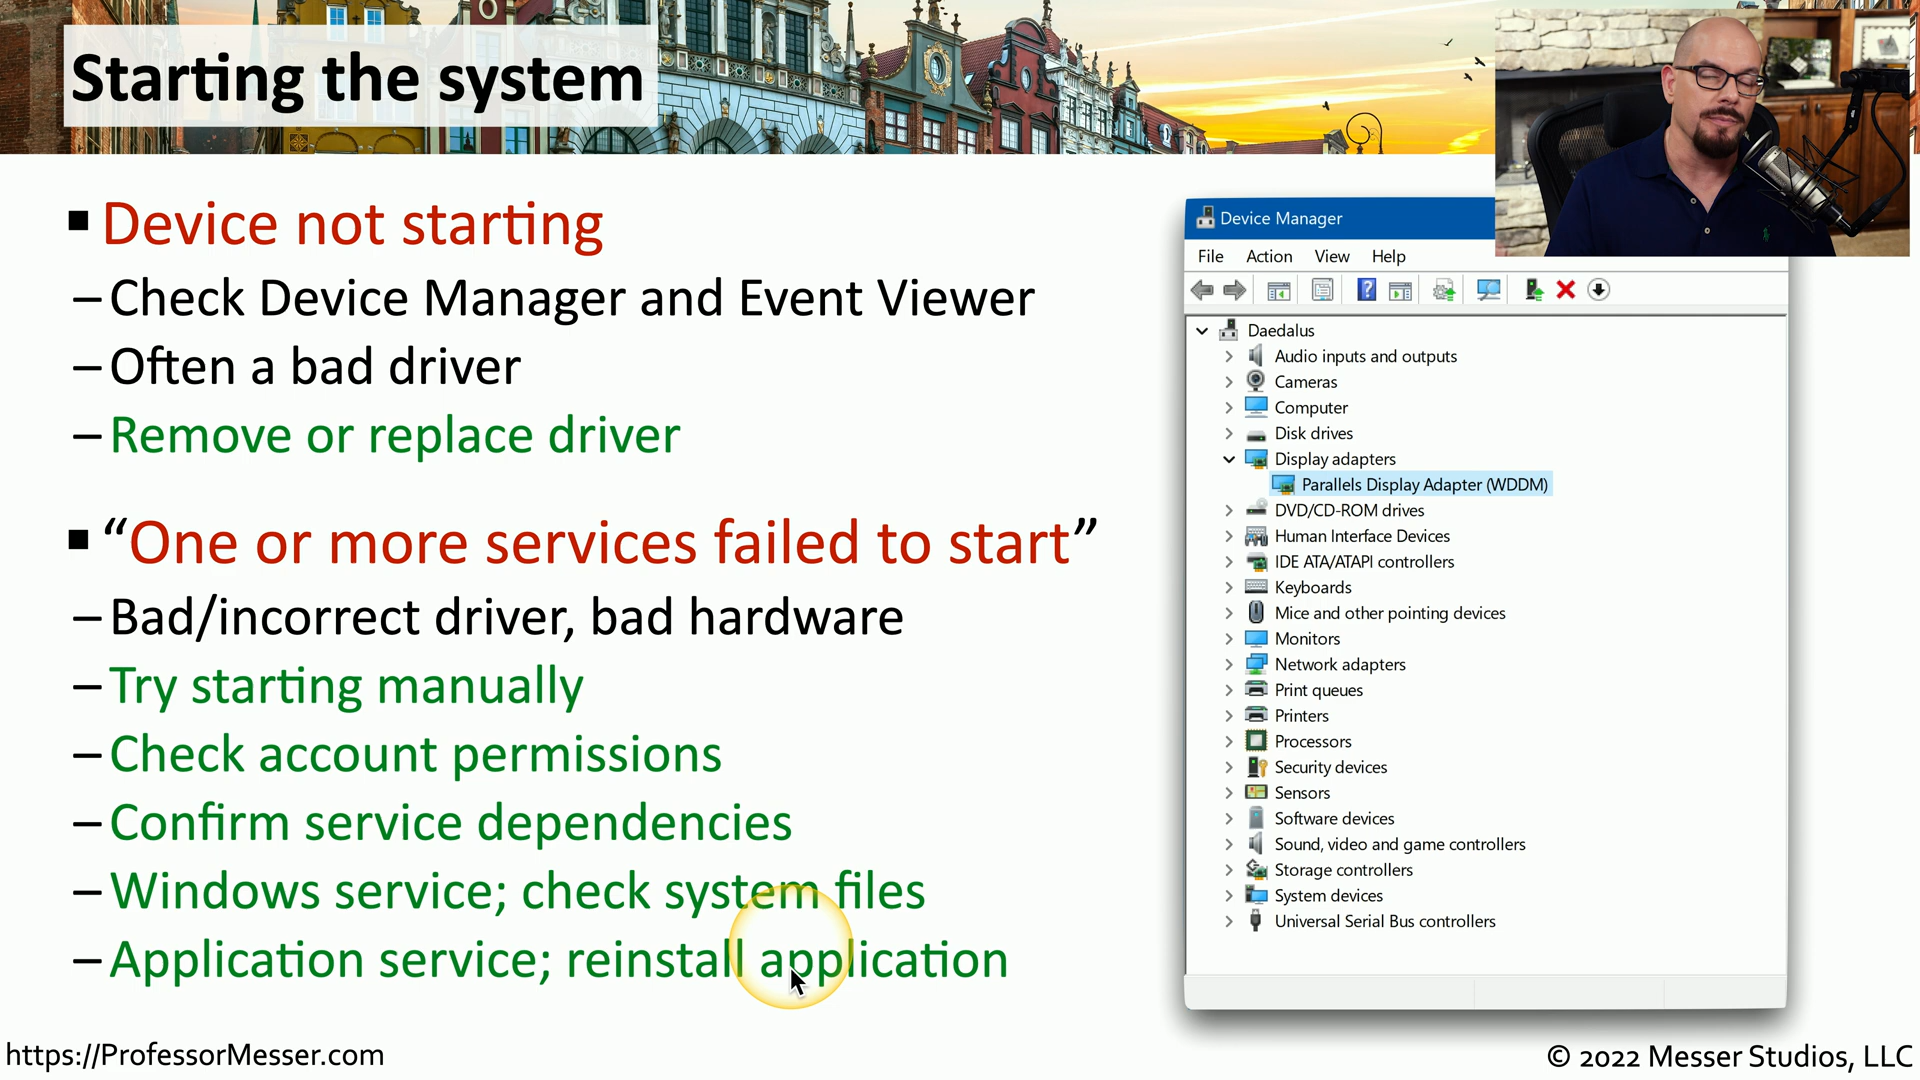 Starting the system
▪ Device not starting
– Check Device Manager and Event Viewer
– Often a bad driver
– Remove or replace driver
▪ “One or more services failed to start”
– Bad/incorrect driver, bad hardware
– Try starting manually
– Check account permissions
– Confirm service dependencies
– Windows service; check system files
– Application service; reinstall application
Device Manager
File Action View Help
Daedalus
Audio inputs and outputs
Cameras
Computer
Disk drives
Display adapters
Parallels Display Adapter (WDDM)
DVD/CD-ROM drives
Human Interface Devices
IDE ATA/ATAPI controllers
Keyboards
Mice and other pointing devices
Monitors
Network adapters
Print queues
Printers
Processors
Security devices
Sensors
Software devices
Sound, video and game controllers
Storage controllers
System devices
Universal Serial Bus controllers
https://ProfessorMesser.com
© 2022 Messer Studios, LLC